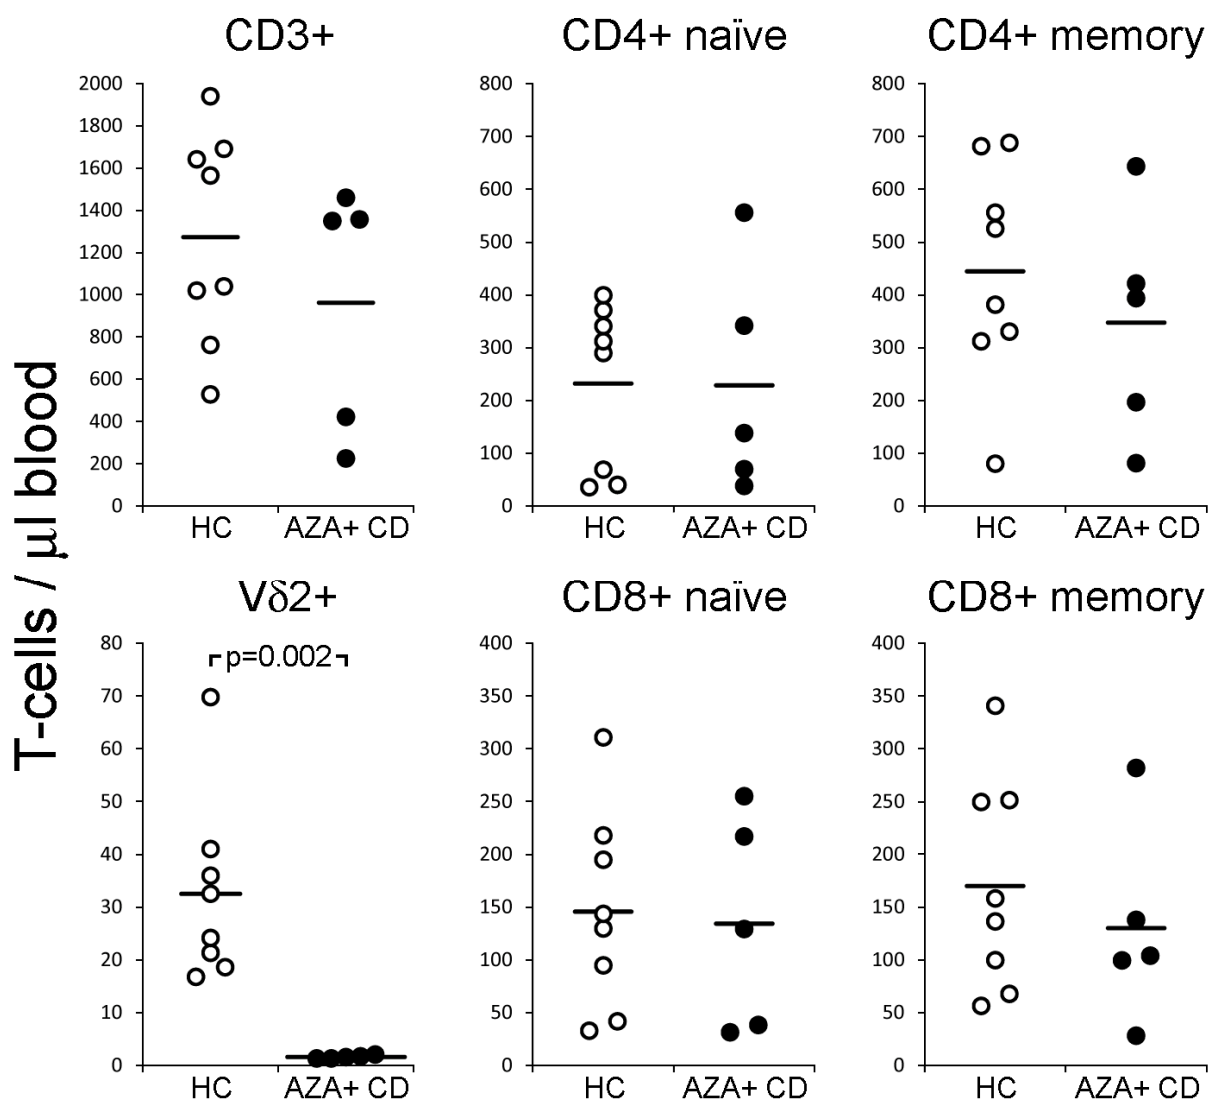 T-cells / μl blood
CD3+
2000
1800
1600
1400
1200
1000
800
600
400
200
0
HC
AZA+ CD
CD4+ naïve
800
700
600
500
400
300
200
100
0
HC
AZA+ CD
CD4+ memory
800
700
600
500
400
300
200
100
0
HC
AZA+ CD
Vδ2+
80
70
60
50
40
30
20
10
0
p=0.002
HC
AZA+ CD
CD8+ naïve
400
350
300
250
200
150
100
50
0
HC
AZA+ CD
CD8+ memory
400
350
300
250
200
150
100
50
0
HC
AZA+ CD